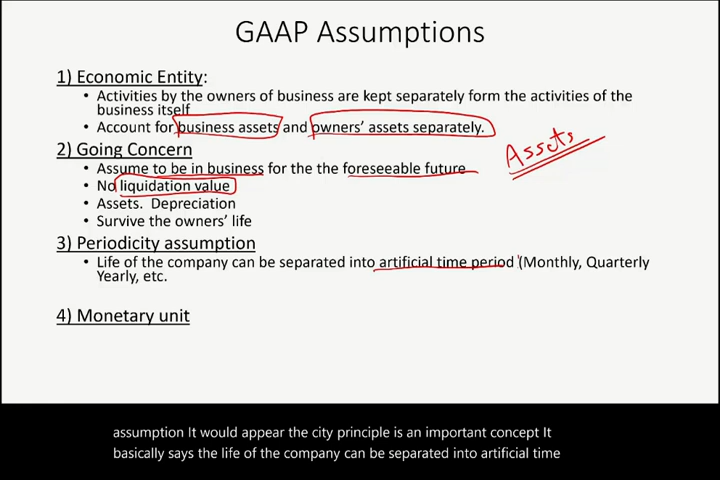 GAAP Assumptions
1) Economic Entity:
• Activities by the owners of business are kept separately form the activities of the
business itself
• Account for business assets and owners' assets separately.
Assets
2) Going Concern
• Assume to be in business for the the foreseeable future
• No liquidation value
• Assets. Depreciation
• Survive the owners' life
3) Periodicity assumption
• Life of the company can be separated into artificial time period (Monthly, Quarterly
Yearly, etc.
4) Monetary unit
assumption It would appear the city principle is an important concept It
basically says the life of the company can be separated into artificial time